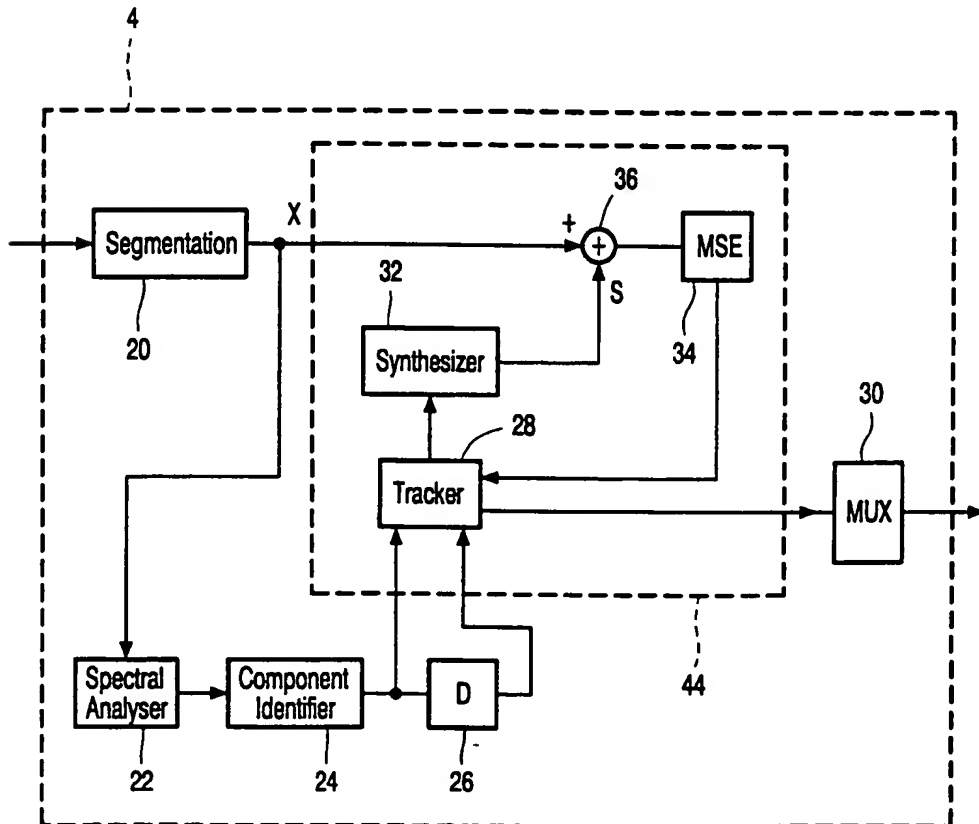 4
36
X
+
+
Segmentation
MSE
S
32
20
34
Synthesizer
30
28
Tracker
MUX
Spectral
Analyser
Component
Identifier
D
44
22
24
26